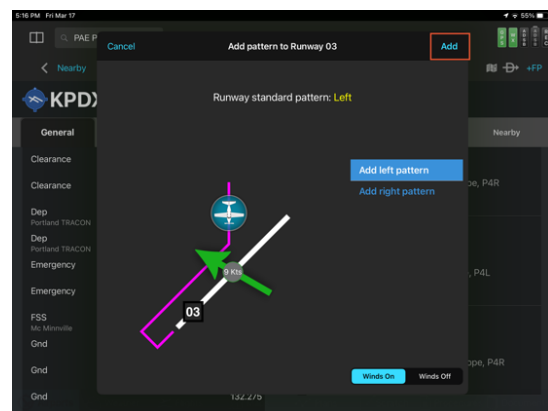 5:16 PM Fri Mar 17
55%
PAE P
Cancel
Add pattern to Runway 03
Add
Nearby
+FP
KPDX
Runway standard pattern: Left
General
Nearby
Clearance
Add left pattern
pe, P4R
Clearance
Add right pattern
Dep
Portland TRACON
Dep
Portland TRACON
Emergency
9 Kts
, P4L
Emergency
03
FSS
Mc Minnville
Gnd
ope, P4R
Gnd
Winds On
Winds Off
Gnd
132.275